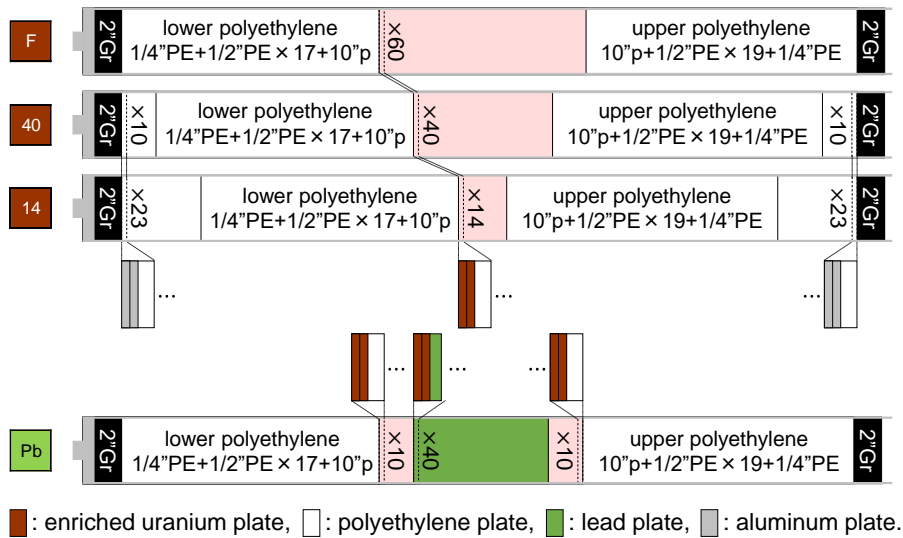 F
2”Gr
lower polyethylene
1/4”PE+1/2”PE×17+10”p
×60
upper polyethylene
10”p+1/2”PE×19+1/4”PE
2”Gr
40
2”Gr
×10
lower polyethylene
1/4”PE+1/2”PE×17+10”p
×40
upper polyethylene
10”p+1/2”PE×19+1/4”PE
×10
2”Gr
14
2”Gr
×23
lower polyethylene
1/4”PE+1/2”PE×17+10”p
×14
upper polyethylene
10”p+1/2”PE×19+1/4”PE
×23
2”Gr
...
...
...
...
...
...
Pb
2”Gr
lower polyethylene
1/4”PE+1/2”PE×17+10”p
×10
×40
×10
upper polyethylene
10”p+1/2”PE×19+1/4”PE
2”Gr
: enriched uranium plate, : polyethylene plate, : lead plate, : aluminum plate.